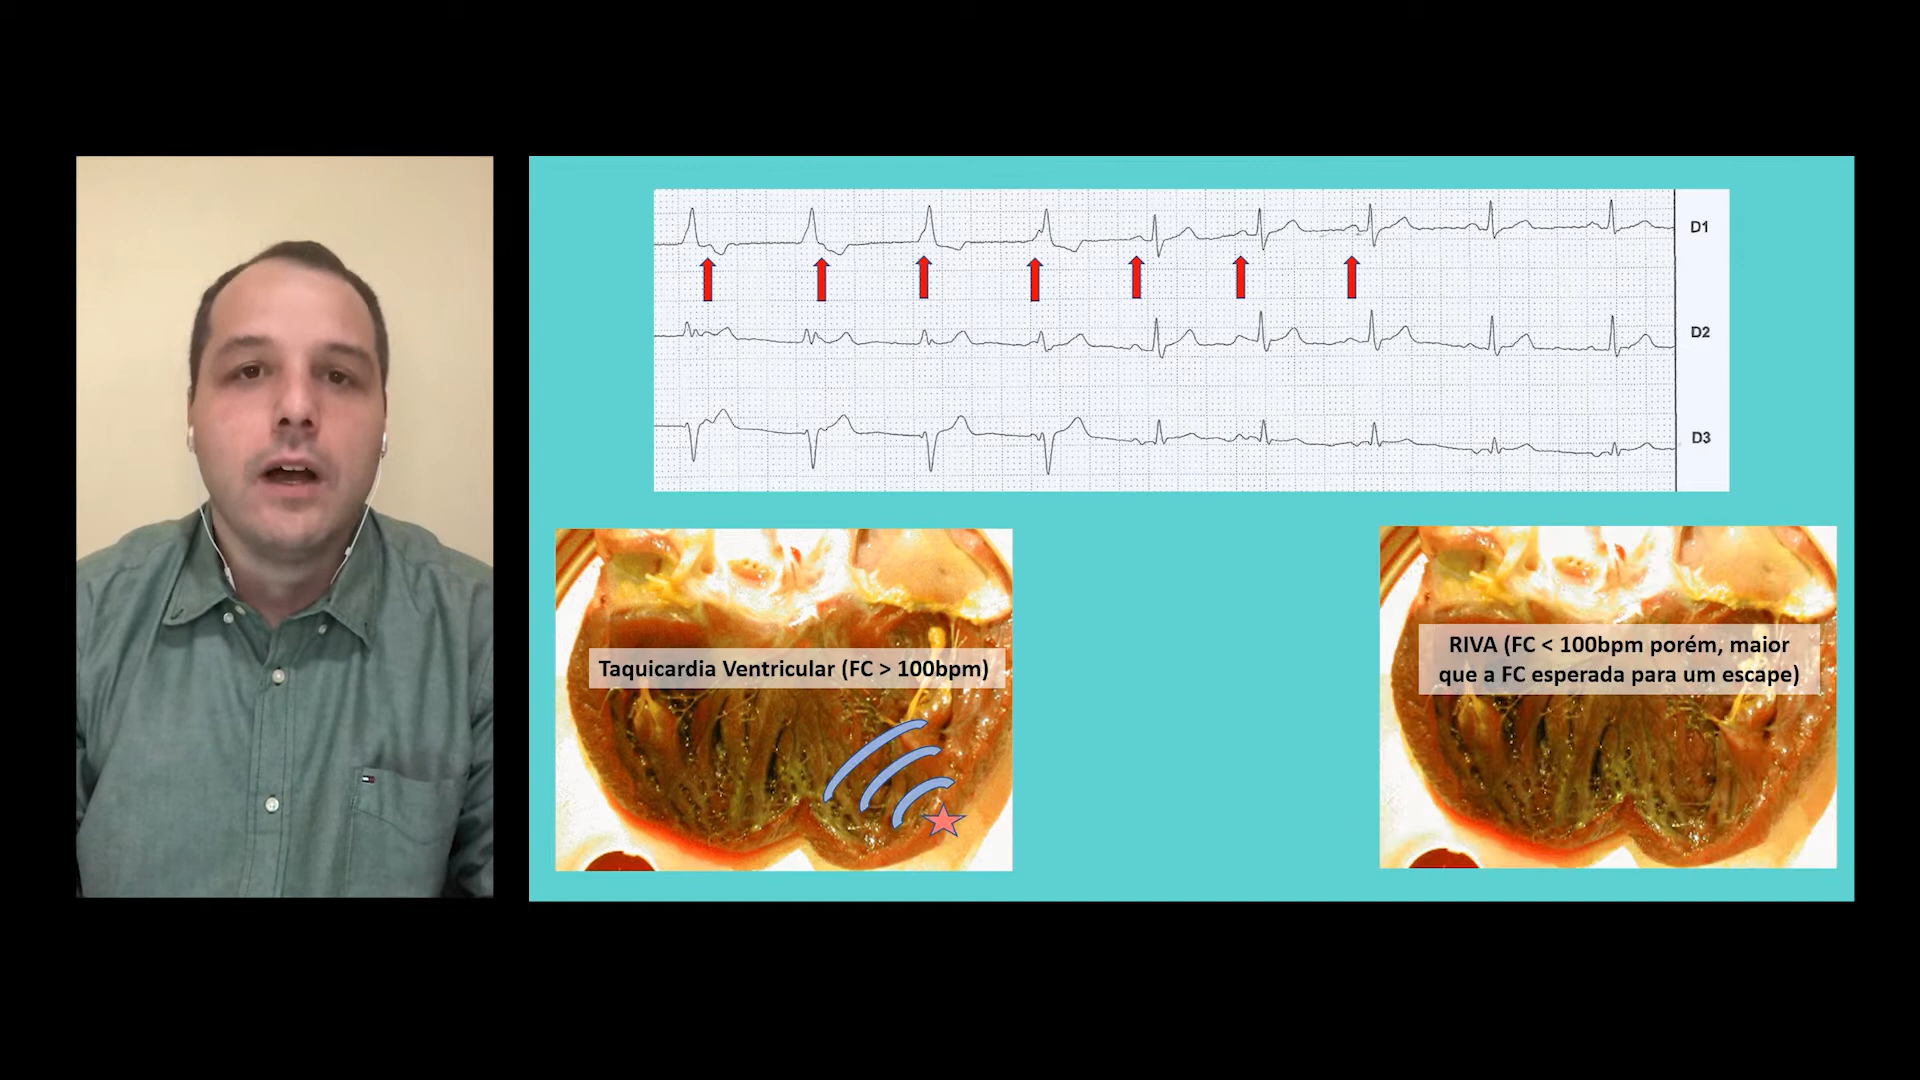 D1
D2
D3
Taquicardia Ventricular (FC > 100bpm)
RIVA (FC < 100bpm porém, maior
que a FC esperada para um escape)